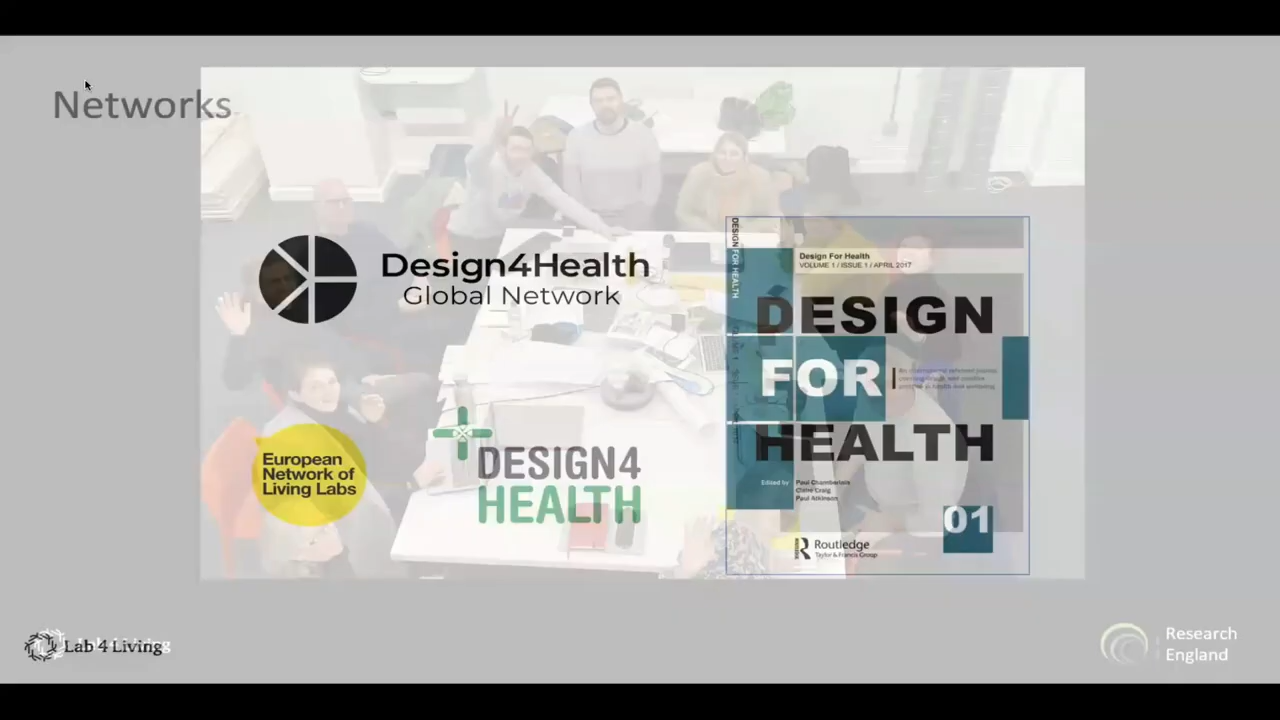 Networks
Design4Health
Global Network
European
Network of
Living Labs
DESIGN4
HEALTH
DESIGN FOR HEALTH
Design For Health
VOLUME 1 / ISSUE 1 / APRIL 2017
DESIGN
FOR
HEALTH
Edited by Paul Chamberlain
Claire Craig
Paul Atkinson
01
Routledge
Taylor & Francis Group
Lab 4 Living
Research
England